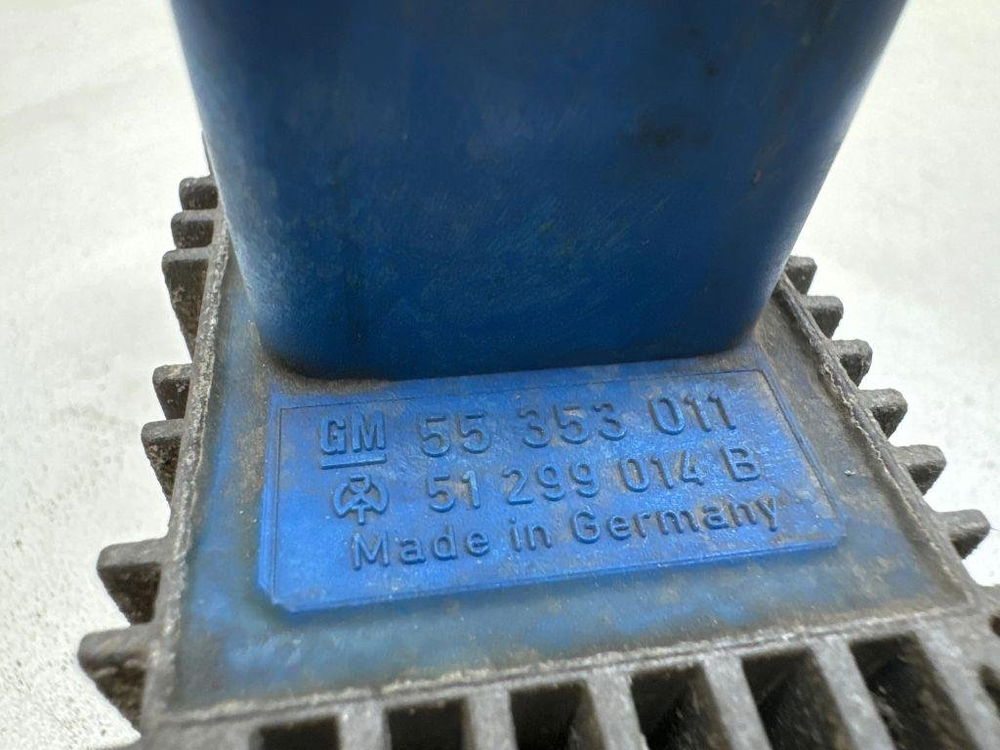 GM 55 353 011
51 299 014 B
Made in Germany